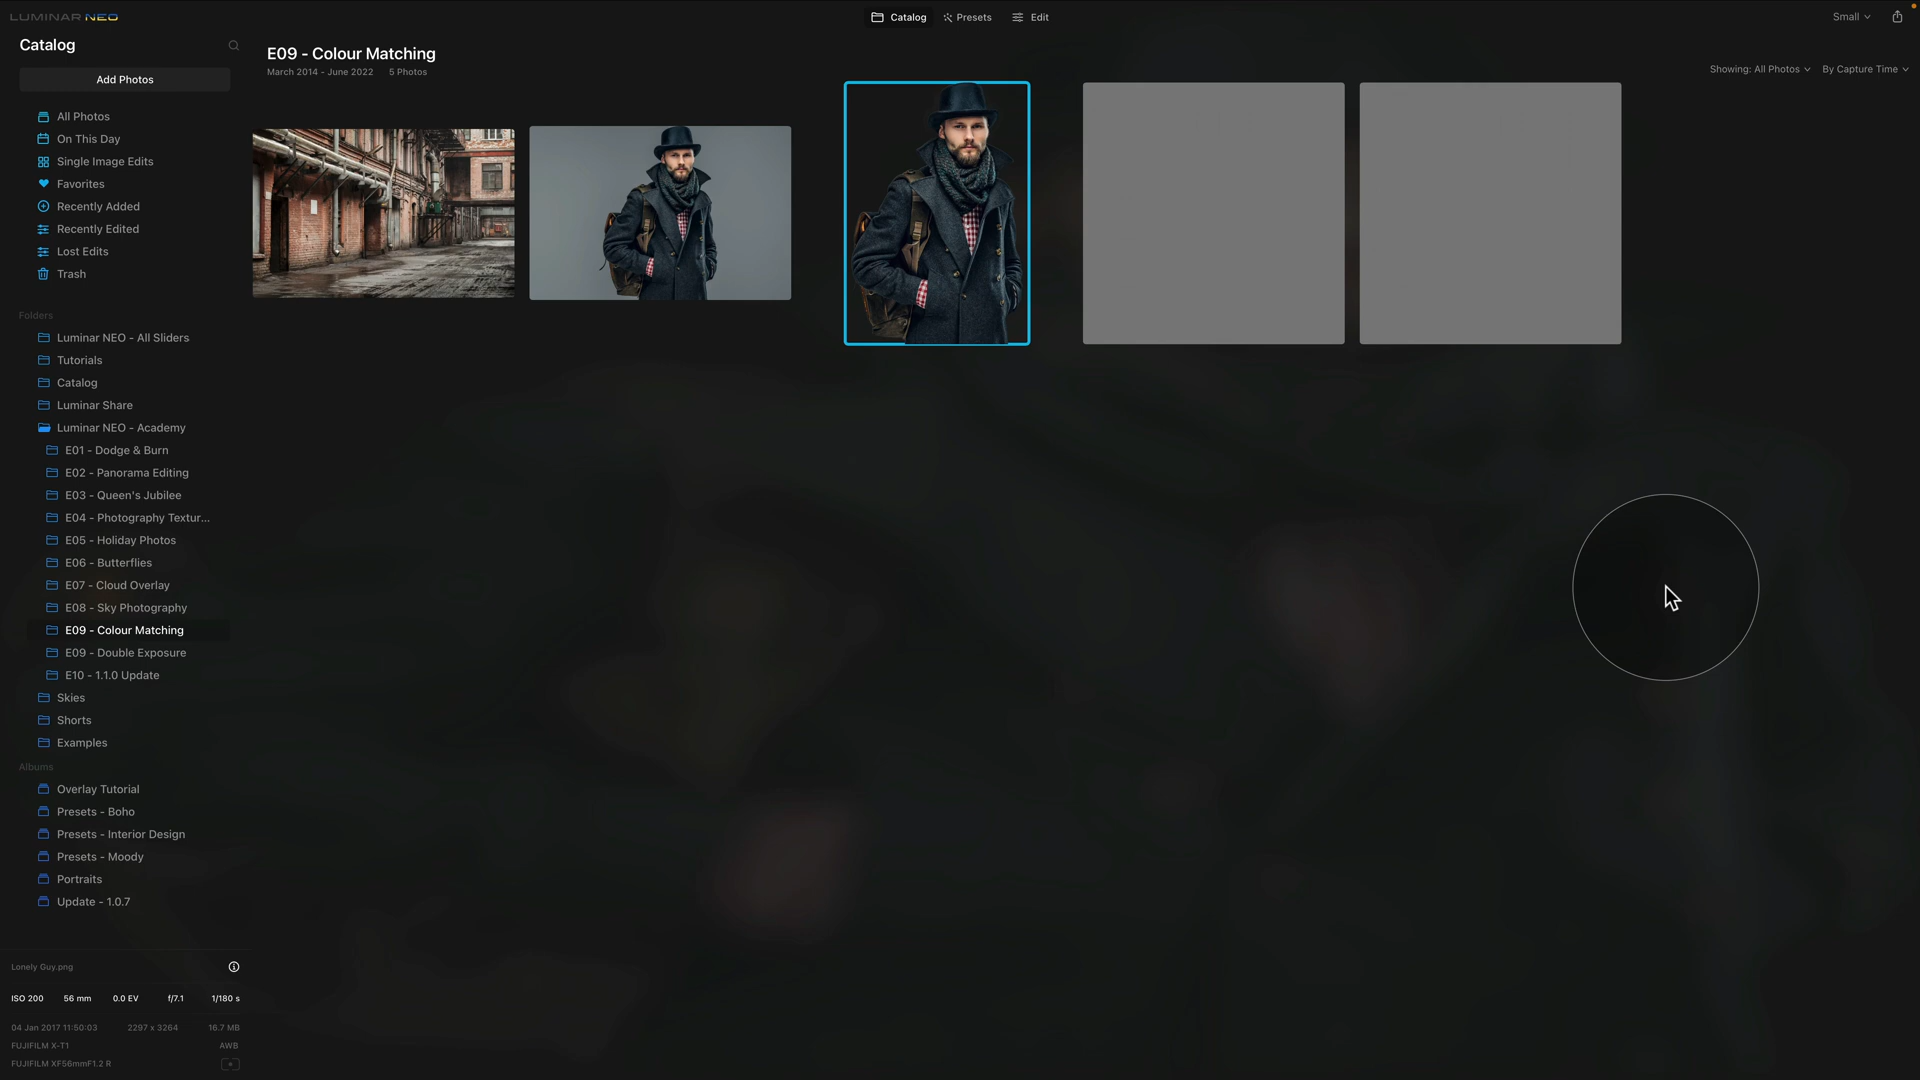 LUMINAR NEO
Catalog
Presets
Edit
Small
Catalog
Add Photos
E09 - Colour Matching
March 2014 - June 2022 5 Photos
Showing: All Photos
By Capture Time
All Photos
On This Day
Single Image Edits
Favorites
Recently Added
Recently Edited
Lost Edits
Trash
Folders
Luminar NEO - All Sliders
Tutorials
Catalog
Luminar Share
Luminar NEO - Academy
E01 - Dodge & Burn
E02 - Panorama Editing
E03 - Queen's Jubilee
E04 - Photography Textur...
E05 - Holiday Photos
E06 - Butterflies
E07 - Cloud Overlay
E08 - Sky Photography
E09 - Colour Matching
E09 - Double Exposure
E10 - 1.1.0 Update
Skies
Shorts
Examples
Albums
Overlay Tutorial
Presets - Boho
Presets - Interior Design
Presets - Moody
Portraits
Update - 1.0.7
Lonely Guy.png
ISO 200 56 mm 0.0 EV f/7.1 1/180 s
04 Jan 2017 11:50:03 2297 x 3264 16.7 MB
FUJIFILM X-T1 AWB
FUJIFILM XF56mmF1.2 R